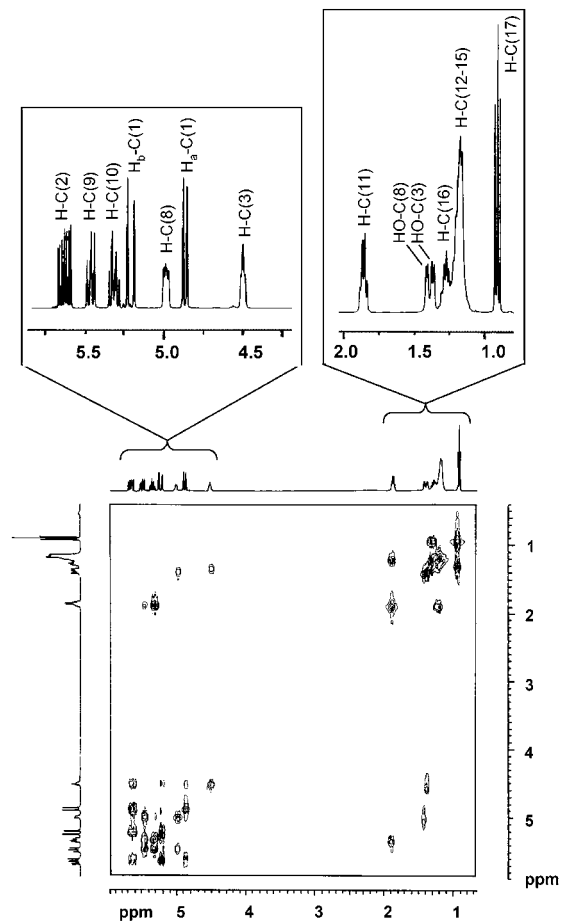 H-C(2)
H-C(9)
H-C(10)
H_b-C(1)
H-C(8)
H_a-C(1)
H-C(3)
5.5
5.0
4.5
H-C(11)
HO-C(8)
HO-C(3)
H-C(16)
H-C(12-15)
H-C(17)
2.0
1.5
1.0
1
2
3
4
5
ppm
ppm
5
4
3
2
1